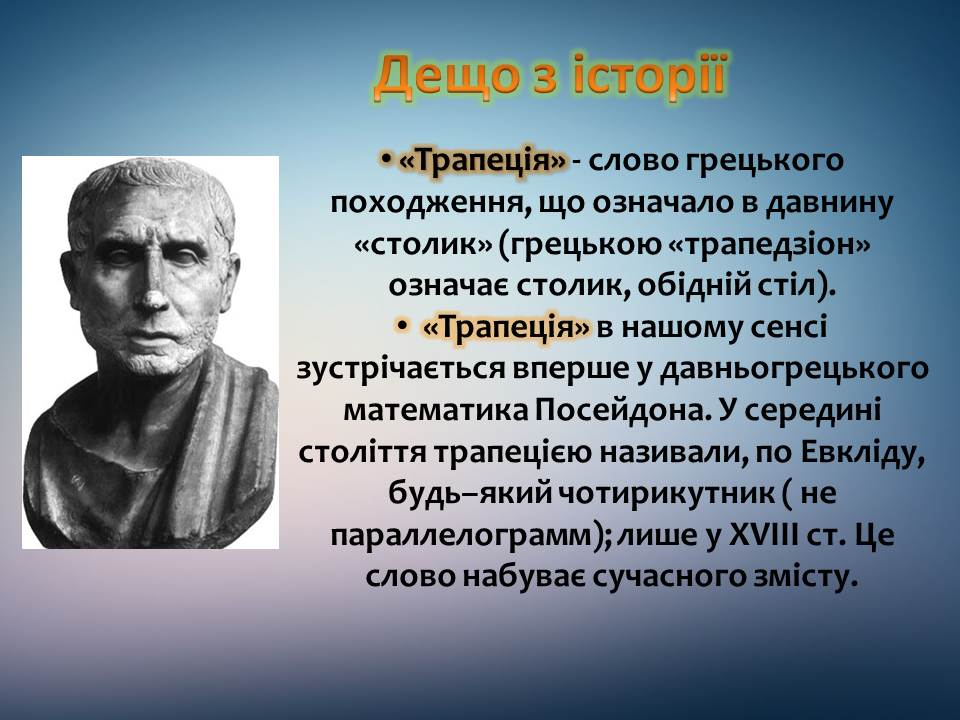 Дещо з історії
• «Трапеція» - слово грецького
походження, що означало в давнину
«столик» (грецькою «трапедзіон»
означає столик, обідній стіл).
• «Трапеція» в нашому сенсі
зустрічається вперше у давньогрецького
математика Посейдона. У середині
століття трапецією називали, по Евкліду,
будь–який чотирикутник ( не
параллелограмм); лише у XVIII ст. Це
слово набуває сучасного змісту.